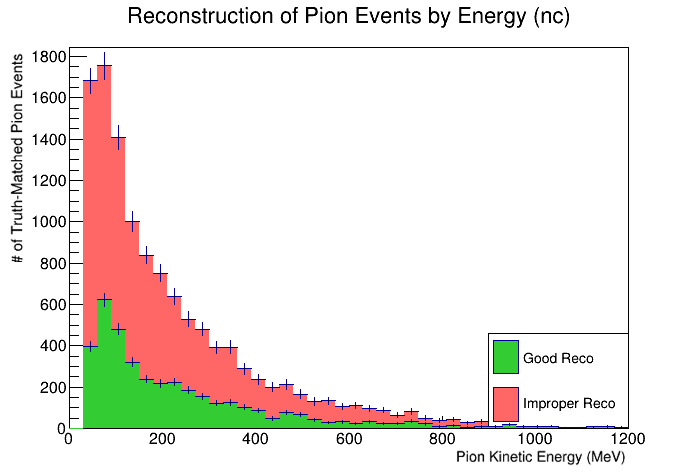 Reconstruction of Pion Events by Energy (nc)
# of Truth-Matched Pion Events
1800
1600
1400
1200
1000
800
600
400
200
0
Good Reco
Improper Reco
0 200 400 600 800 1000 1200
Pion Kinetic Energy (MeV)